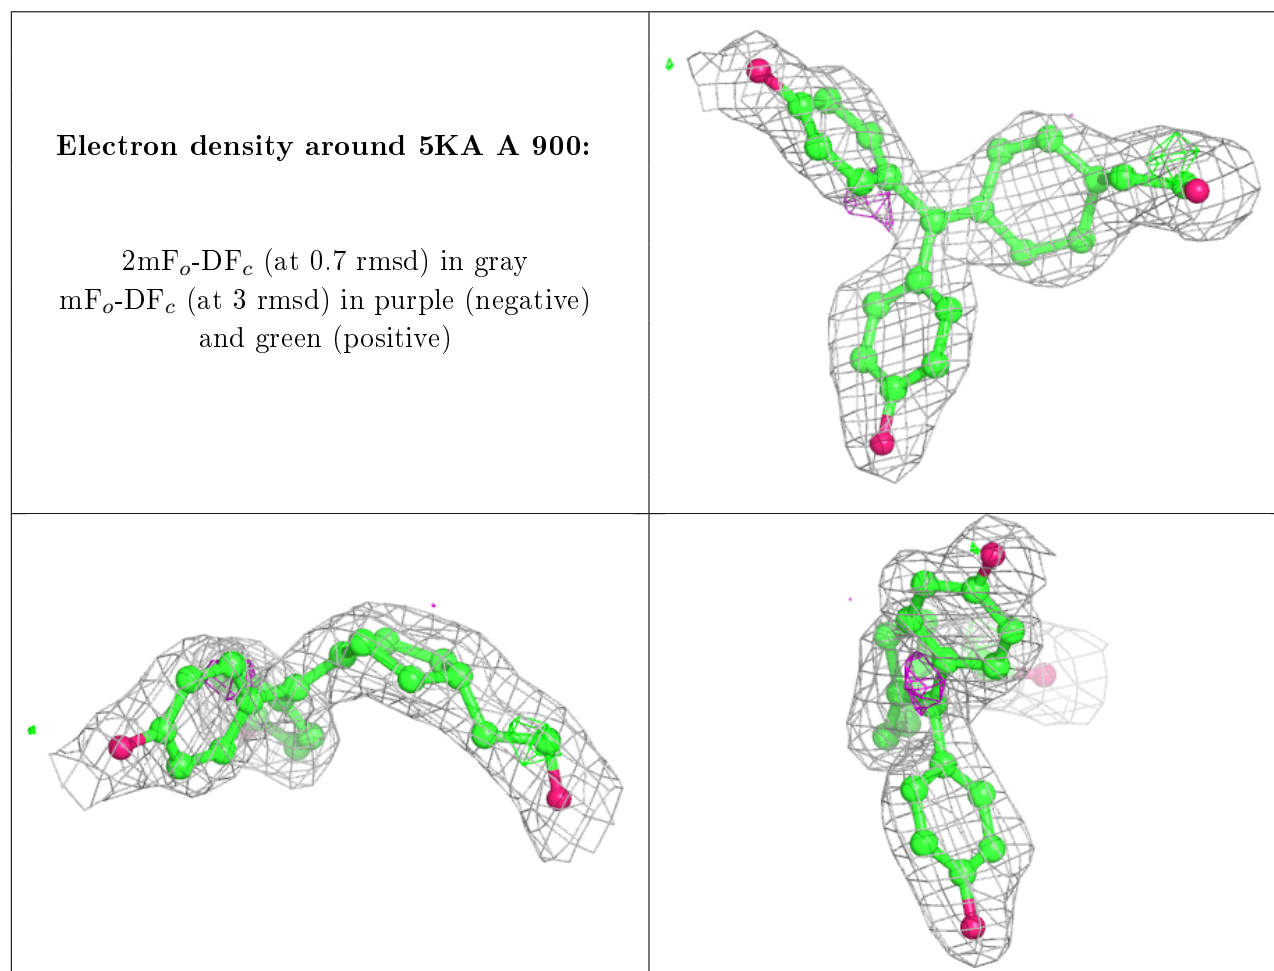 Electron density around 5KA A 900:
2mFₒ-DF𝒸 (at 0.7 rmsd) in gray
mFₒ-DF𝒸 (at 3 rmsd) in purple (negative)
and green (positive)